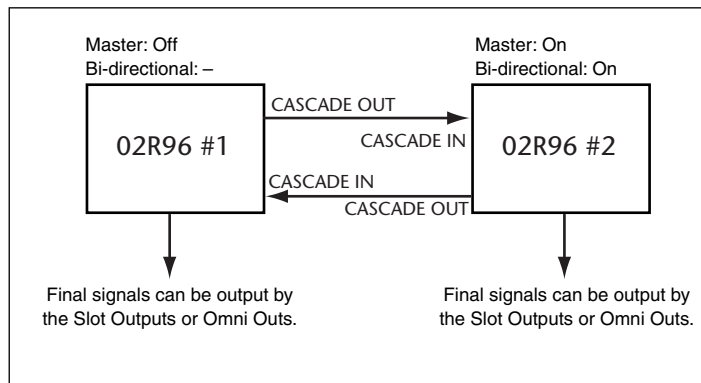 Master: Off
Bi-directional: –
Master: On
Bi-directional: On
CASCADE OUT
CASCADE IN
02R96 #1
02R96 #2
CASCADE IN
CASCADE OUT
Final signals can be output by
the Slot Outputs or Omni Outs.
Final signals can be output by
the Slot Outputs or Omni Outs.